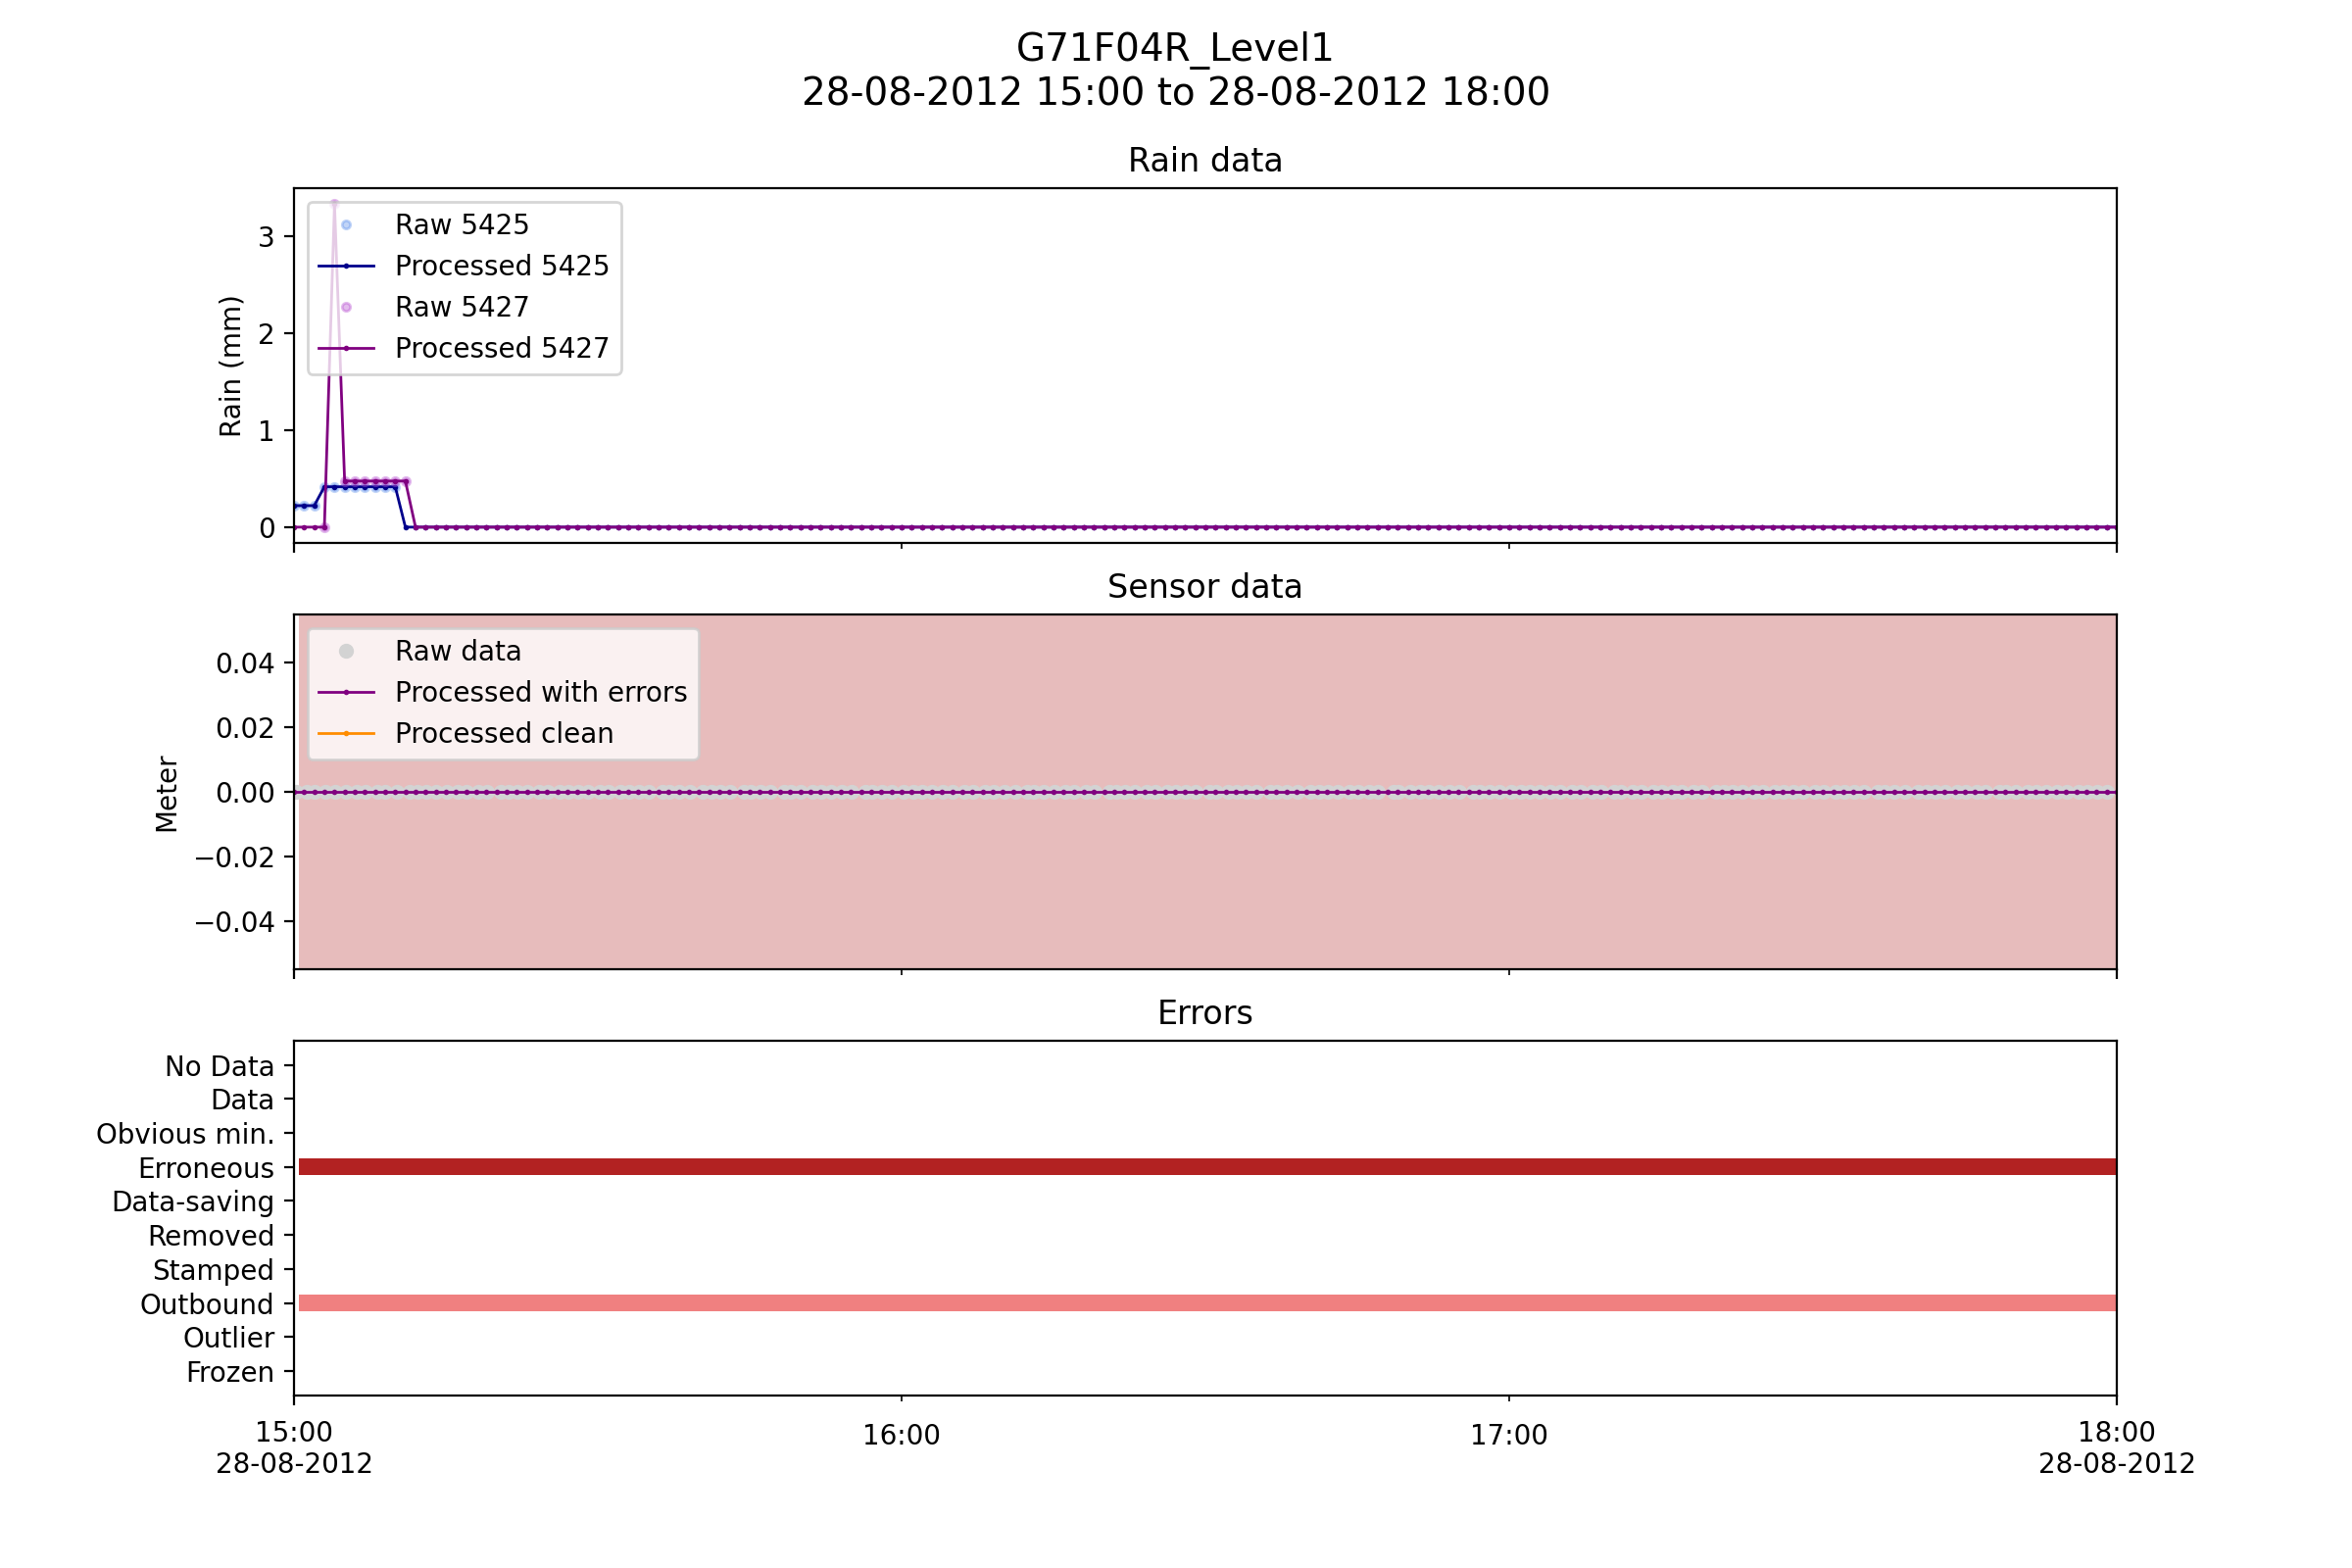 G71F04R_Level1
28-08-2012 15:00 to 28-08-2012 18:00
Rain data
Rain (mm)
3
2
1
0
Raw 5425
Processed 5425
Raw 5427
Processed 5427
Sensor data
Meter
0.04
0.02
0.00
−0.02
−0.04
Raw data
Processed with errors
Processed clean
Errors
No Data
Data
Obvious min.
Erroneous
Data-saving
Removed
Stamped
Outbound
Outlier
Frozen
15:00
28-08-2012
16:00
17:00
18:00
28-08-2012